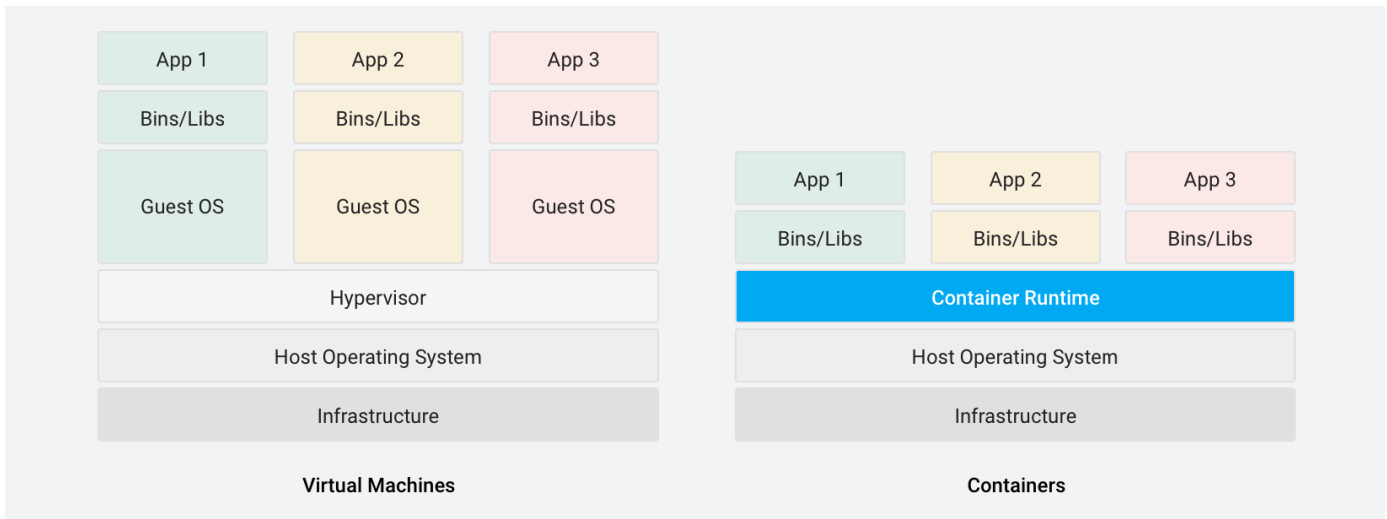 App 1
App 2
App 3
Bins/Libs
Bins/Libs
Bins/Libs
Guest OS
Guest OS
Guest OS
Hypervisor
Host Operating System
Infrastructure
Virtual Machines
App 1
App 2
App 3
Bins/Libs
Bins/Libs
Bins/Libs
Container Runtime
Host Operating System
Infrastructure
Containers